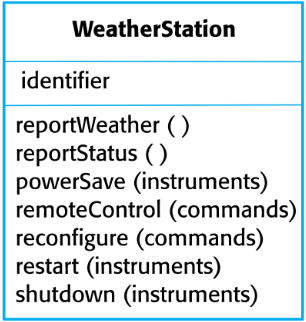 WeatherStation
identifier
reportWeather ( )
reportStatus ( )
powerSave (instruments)
remoteControl (commands)
reconfigure (commands)
restart (instruments)
shutdown (instruments)